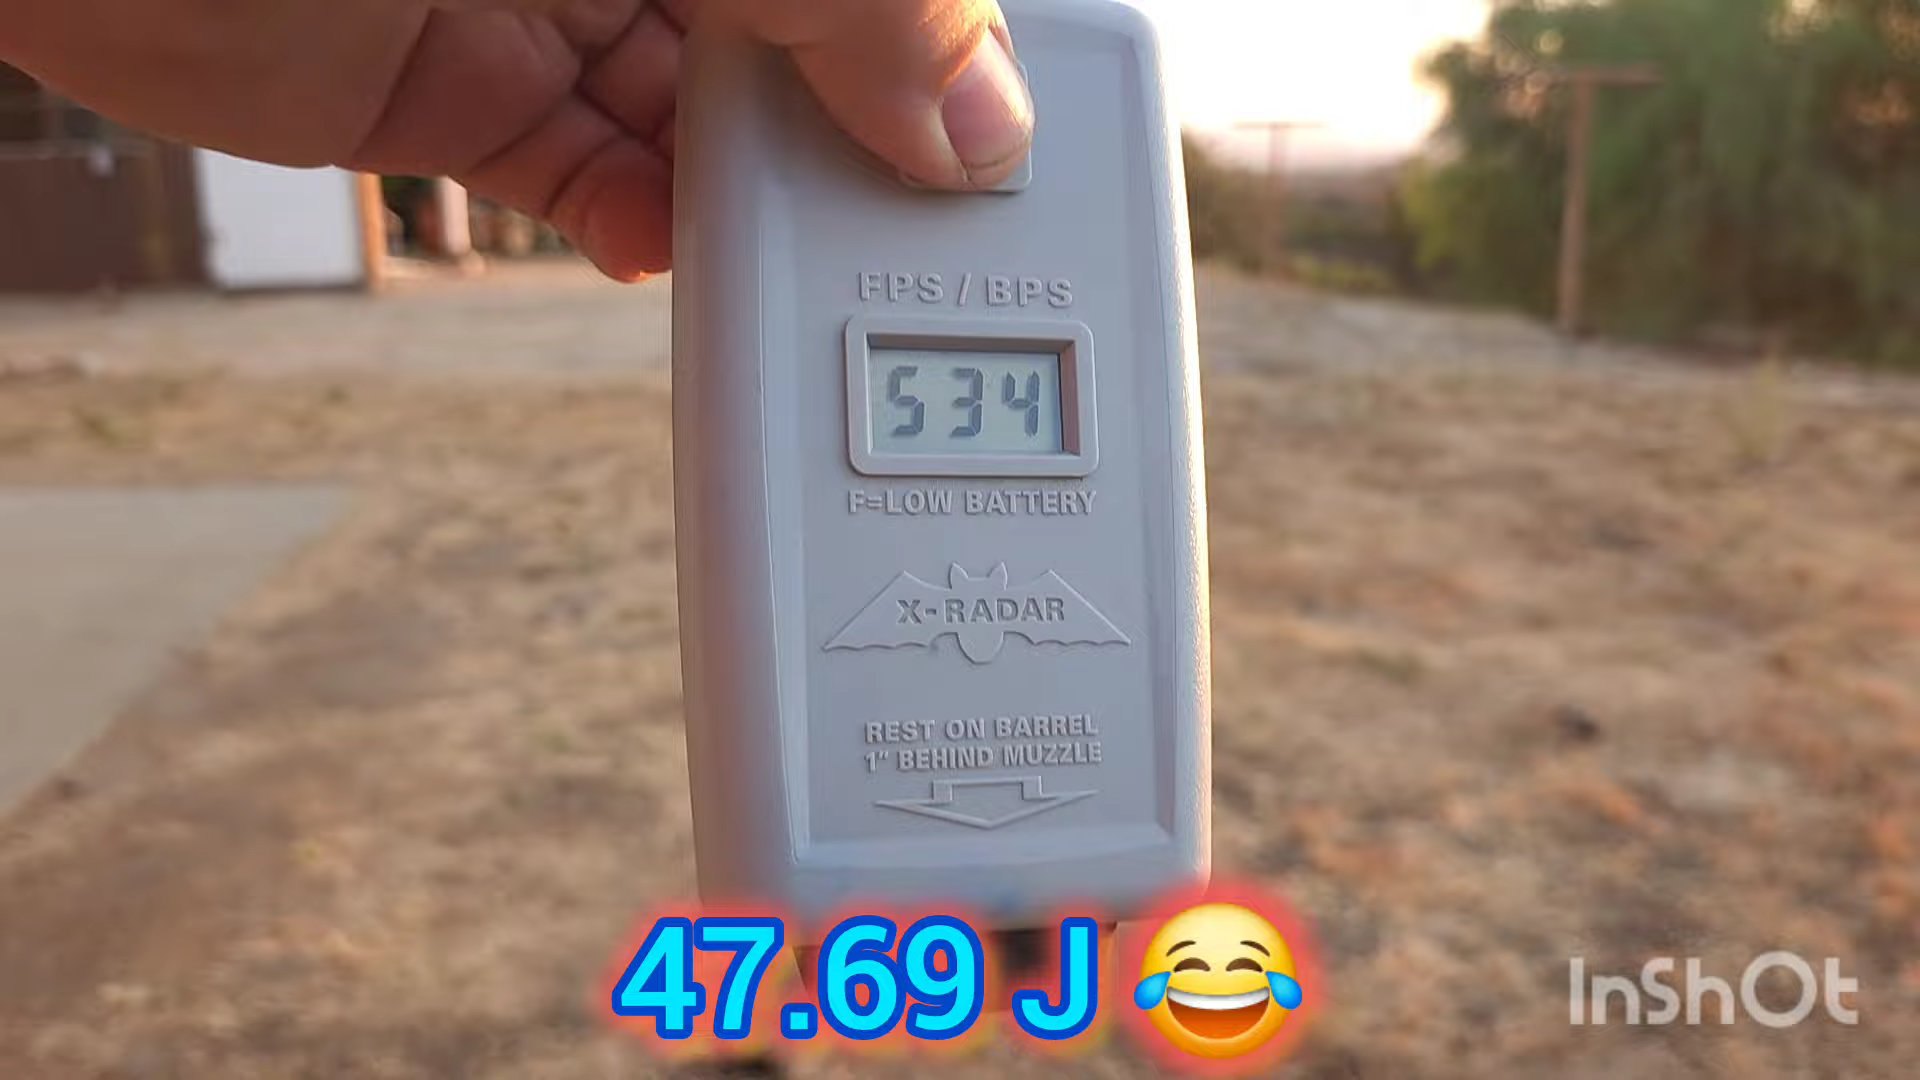 FPS / BPS
534
F=LOW BATTERY
X-RADAR
REST ON BARREL
1" BEHIND MUZZLE
47.69 J 😂
InShOt